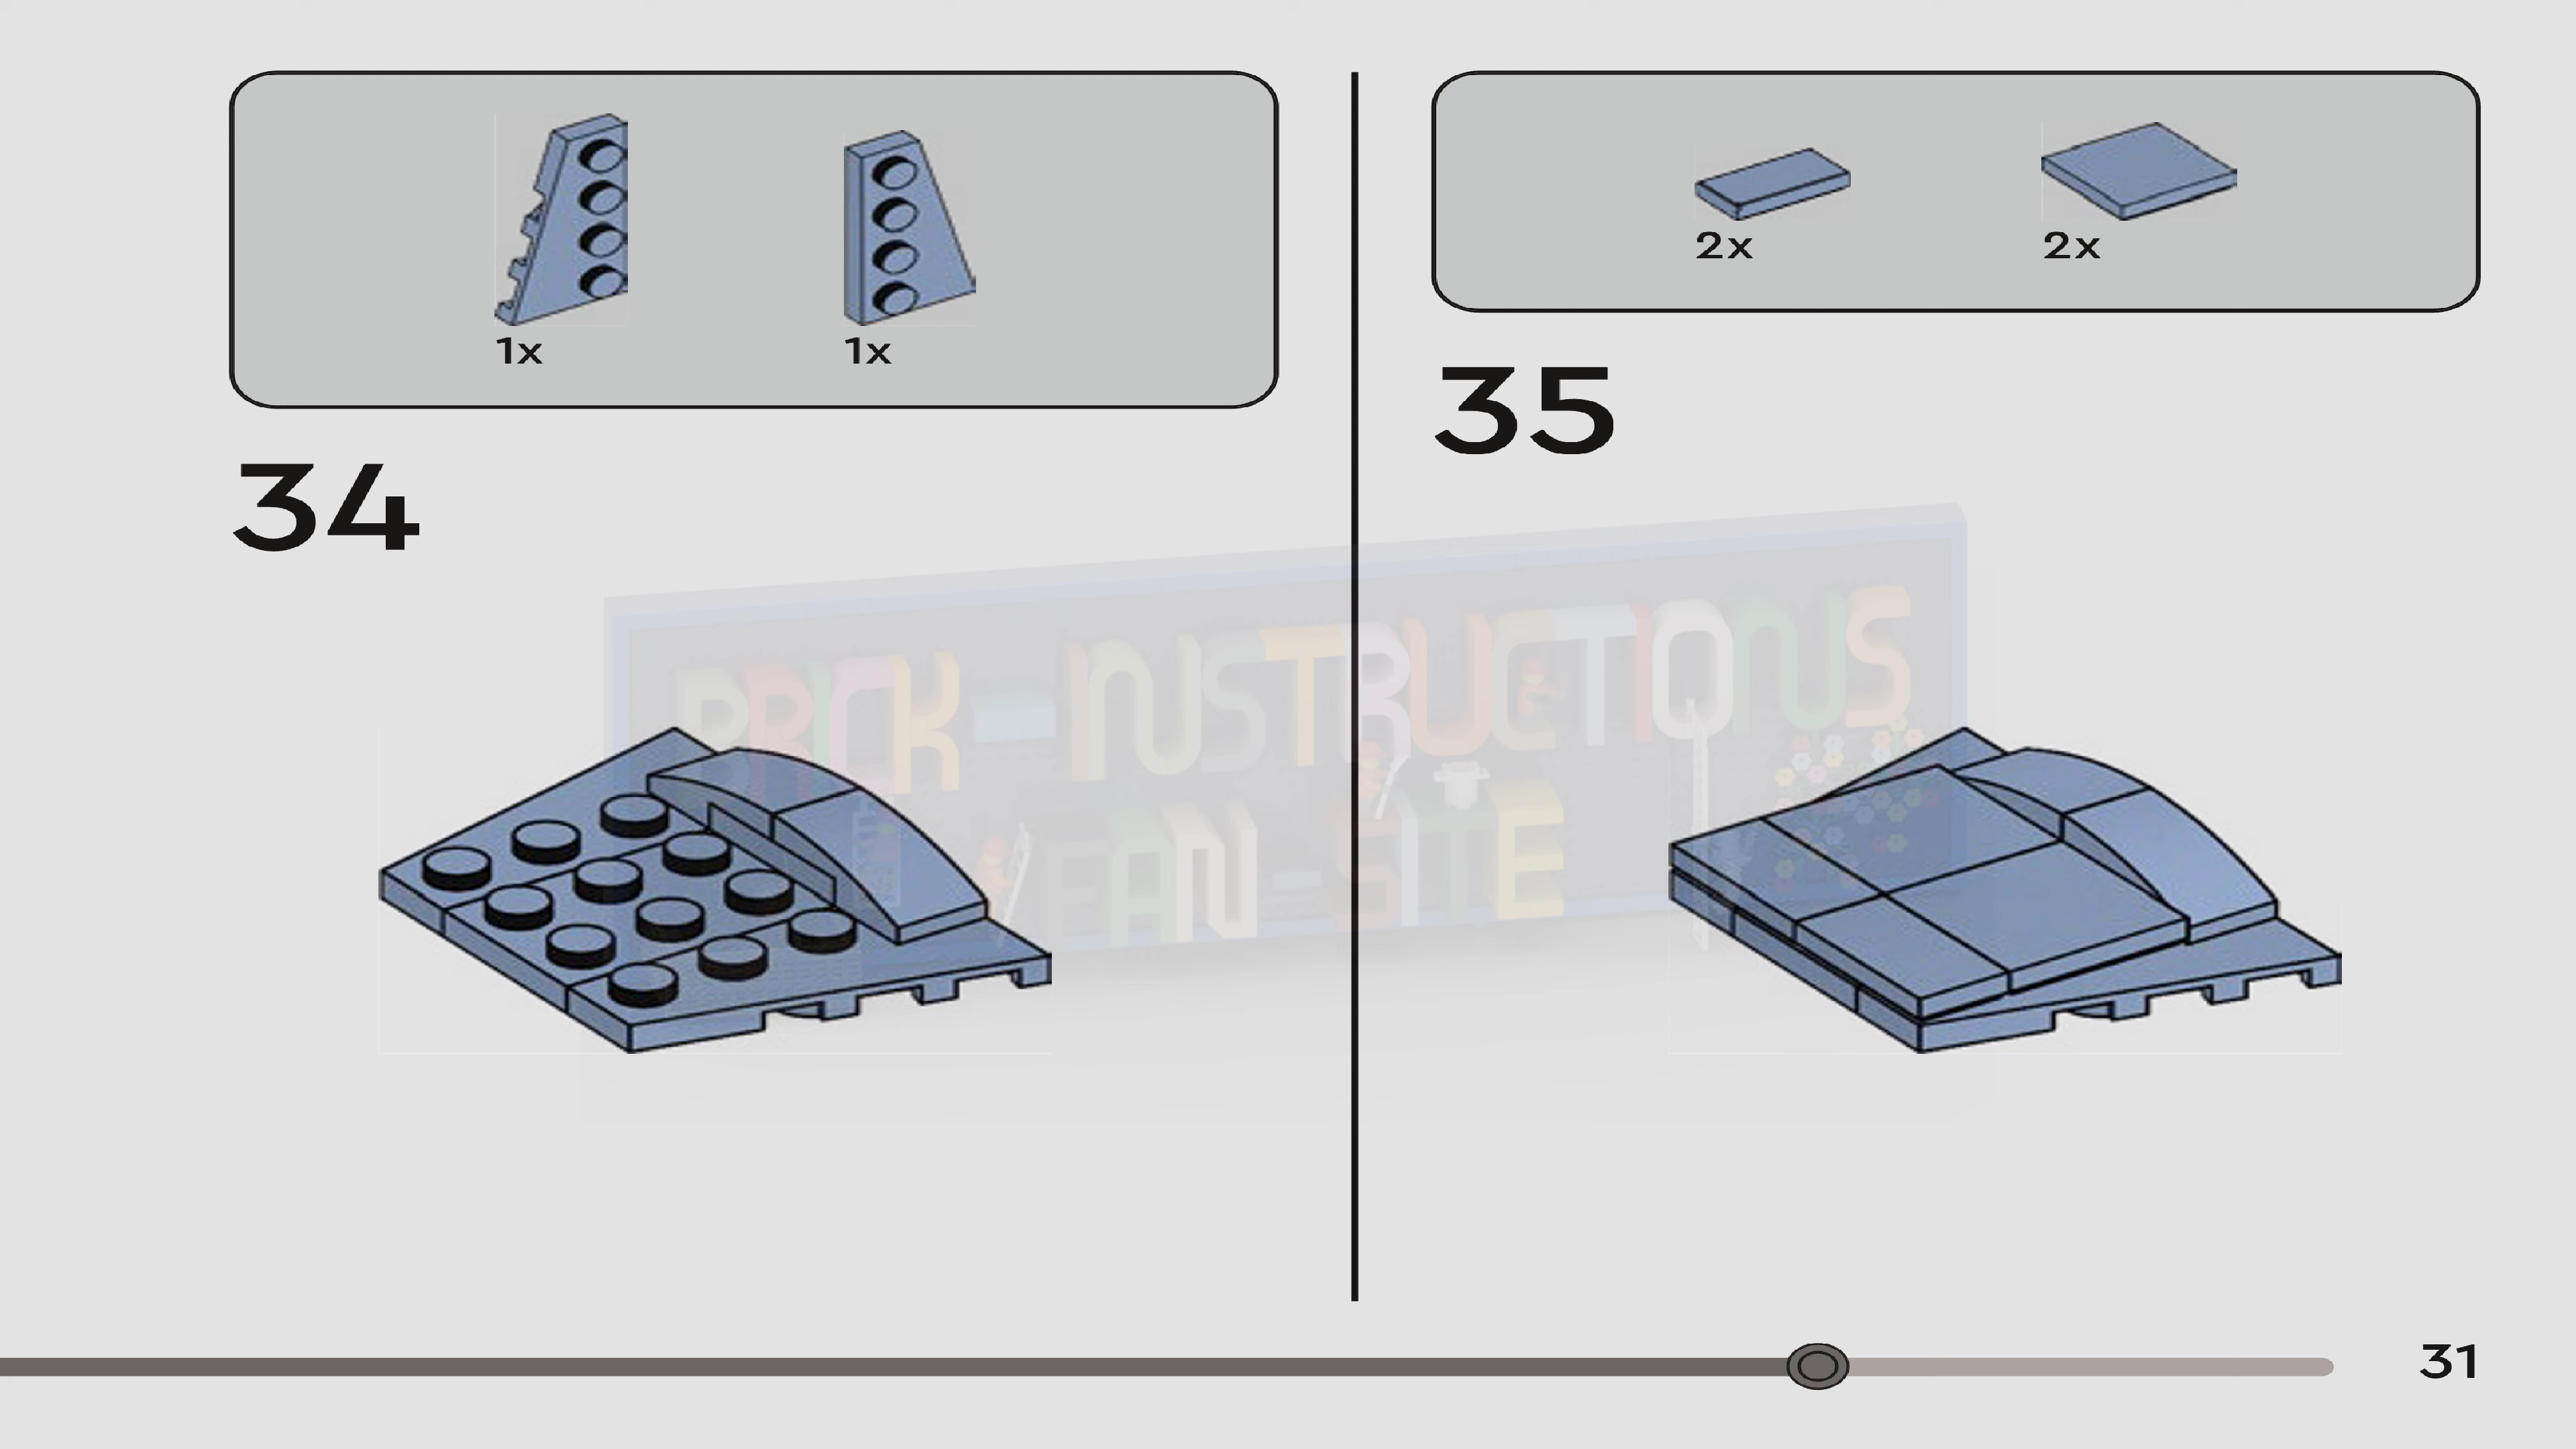 1x
1x
34
2x
2x
35
BRICK-INSTRUCTIONS
FAN-SITE
31